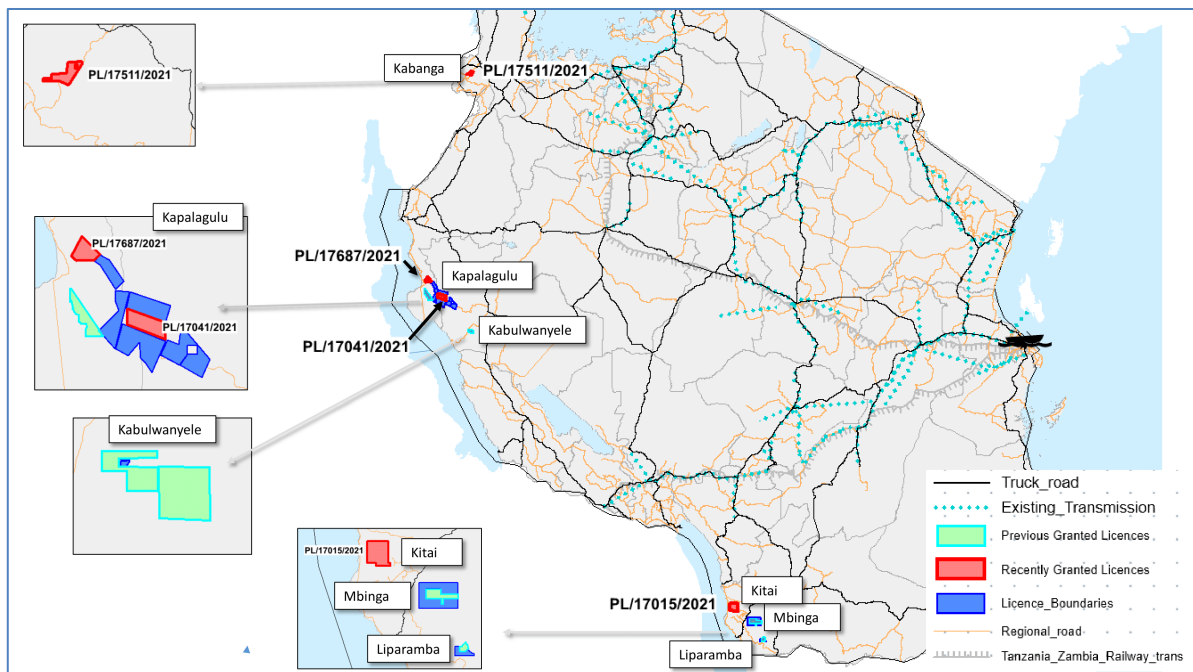 PL/17511/2021
Kabanga
PL/17511/2021
Kapalagulu
PL/17687/2021
PL/17041/2021
PL/17687/2021
Kapalagulu
Kabulwanyele
PL/17041/2021
Kabulwanyele
PL/17015/2021
Kitai
Mbinga
Liparamba
PL/17015/2021
Kitai
Mbinga
Liparamba
Truck_road
Existing_Transmission
Previous Granted Licences
Recently Granted Licences
Licence_Boundaries
Regional_road
Tanzania_Zambia_Railway_trans